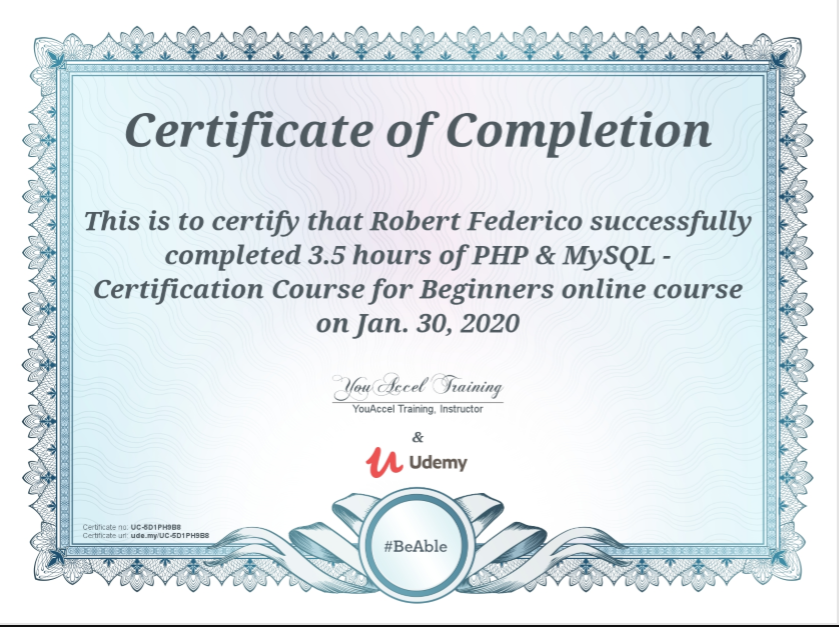 Certificate of Completion
This is to certify that Robert Federico successfully
completed 3.5 hours of PHP & MySQL -
Certification Course for Beginners online course
on Jan. 30, 2020
You Accel Training
YouAccel Training, Instructor
&
Udemy
Certificate no: UC-5D1PH9B8
Certificate url: ude.my/UC-5D1PH9B8
#BeAble